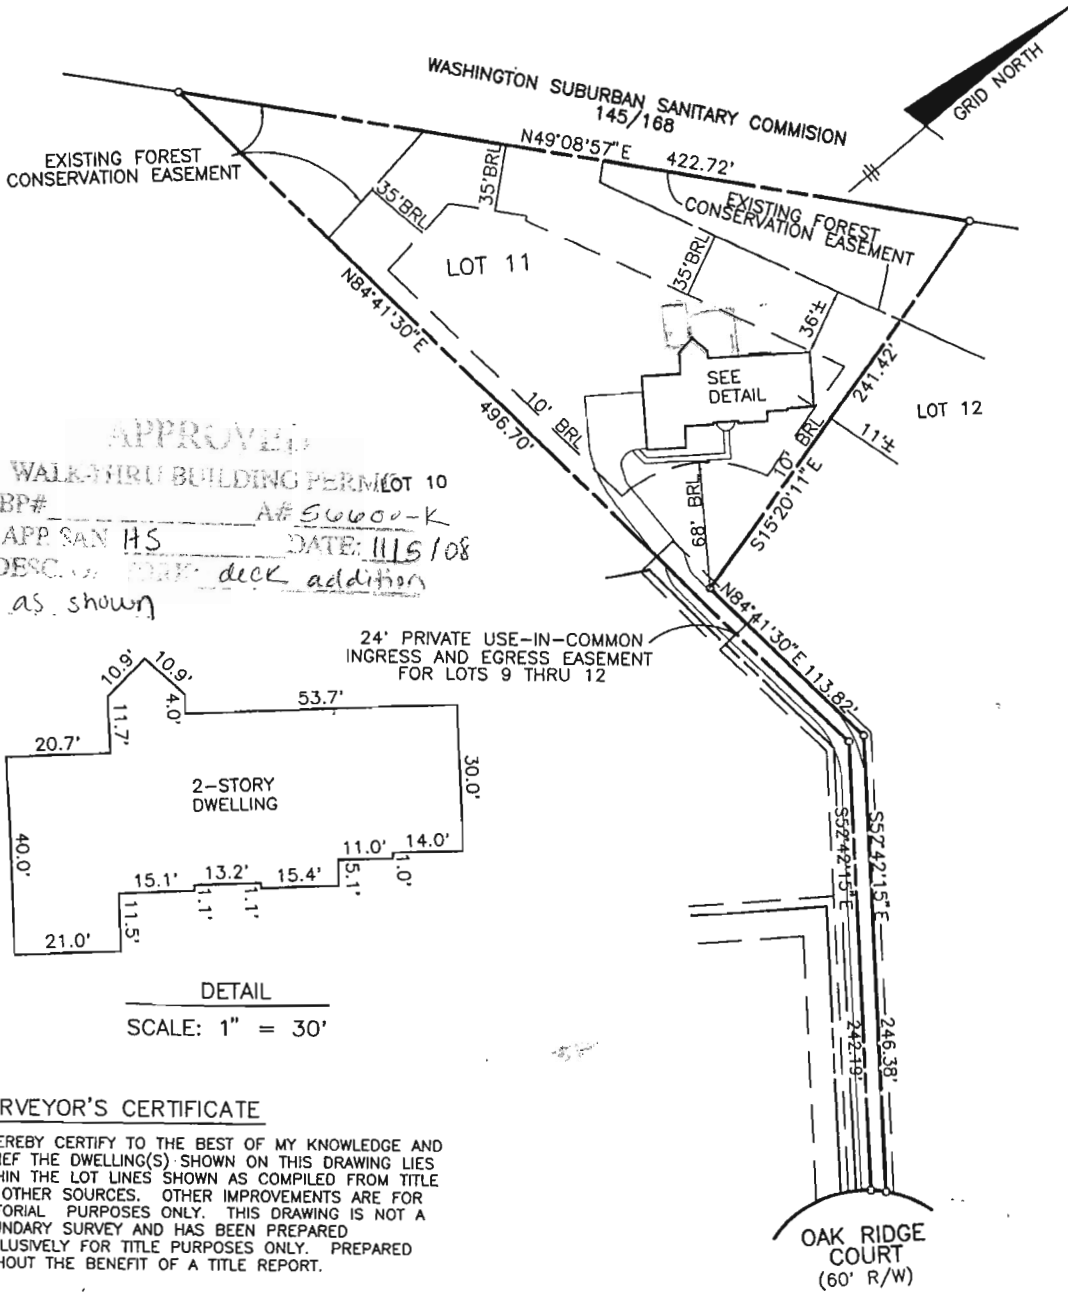 WASHINGTON SUBURBAN SANITARY COMMISION
145/168
GRID NORTH
N49°08'57"E 422.72'
EXISTING FOREST
CONSERVATION EASEMENT
35'BRL
35'BRL
EXISTING FOREST
CONSERVATION EASEMENT
LOT 11
35'BRL
36'±
N84°41'30"E
496.70'
SEE
DETAIL
241.42'
S15°20'11"E
LOT 12
11'±
10' BRL
10' BRL
68' BRL
APPROVED
WALK-THRU BUILDING PERMIT
LOT 10
BP# A# 56600-K
APP. SAN HS DATE: 11/5/08
DESC. deck addition
as shown
N84°41'30"E 113.82'
24' PRIVATE USE-IN-COMMON
INGRESS AND EGRESS EASEMENT
FOR LOTS 9 THRU 12
10.9'
10.9'
4.0'
53.7'
11.7'
20.7'
30.0'
2-STORY
DWELLING
40.0'
11.0'
14.0'
1.0'
5.1'
15.1'
13.2'
15.4'
1.1'
1.1'
11.5'
21.0'
DETAIL
SCALE: 1" = 30'
S52°42'15"E
S52°42'15"E
242.19'
246.38'
OAK RIDGE
COURT
(60' R/W)
RVEYOR'S CERTIFICATE
EREBY CERTIFY TO THE BEST OF MY KNOWLEDGE AND
IEF THE DWELLING(S) SHOWN ON THIS DRAWING LIES
HIN THE LOT LINES SHOWN AS COMPILED FROM TITLE
OTHER SOURCES. OTHER IMPROVEMENTS ARE FOR
TORIAL PURPOSES ONLY. THIS DRAWING IS NOT A
UNDARY SURVEY AND HAS BEEN PREPARED
LUSIVELY FOR TITLE PURPOSES ONLY. PREPARED
HOUT THE BENEFIT OF A TITLE REPORT.